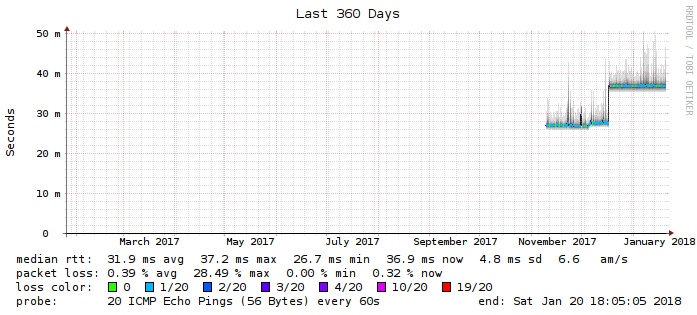 Last 360 Days
RRDTOOL / TOBI OETIKER
Seconds
50 m
40 m
30 m
20 m
10 m
0
March 2017 May 2017 July 2017 September 2017 November 2017 January 2018
median rtt: 31.9 ms avg 37.2 ms max 26.7 ms min 36.9 ms now 4.8 ms sd 6.6 am/s
packet loss: 0.39 % avg 28.49 % max 0.00 % min 0.32 % now
loss color: 0 1/20 2/20 3/20 4/20 10/20 19/20
probe: 20 ICMP Echo Pings (56 Bytes) every 60s end: Sat Jan 20 18:05:05 2018